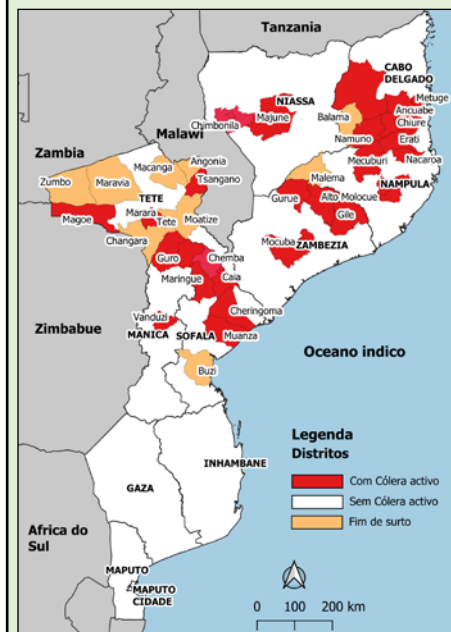 Tanzania
CABO
DELGADO
Metuge
NIASSA
Ancuabe
Chimbonila
Majune
Balama
Chiure
Malawi
Namuno
Erati
Zambia
Angonia
Mecuburi
Nacaroa
Macanga
Tsangano
Malema
NAMPULA
Zumbo
Maravia
TETE
Gurue
Alto Molocue
Magoe
Marara
Tete
Moatize
Gile
Changara
Mocuba
ZAMBEZIA
Guro
Chemba
Maringue
Caia
Zimbabue
Cheringoma
Vanduzi
MANICA
SOFALA
Muanza
Oceano indico
Buzi
Legenda
Distritos
INHAMBANE
Com Cólera activo
GAZA
Sem Cólera activo
Fim de surto
Africa do
Sul
MAPUTO
MAPUTO
CIDADE
0 100 200 km